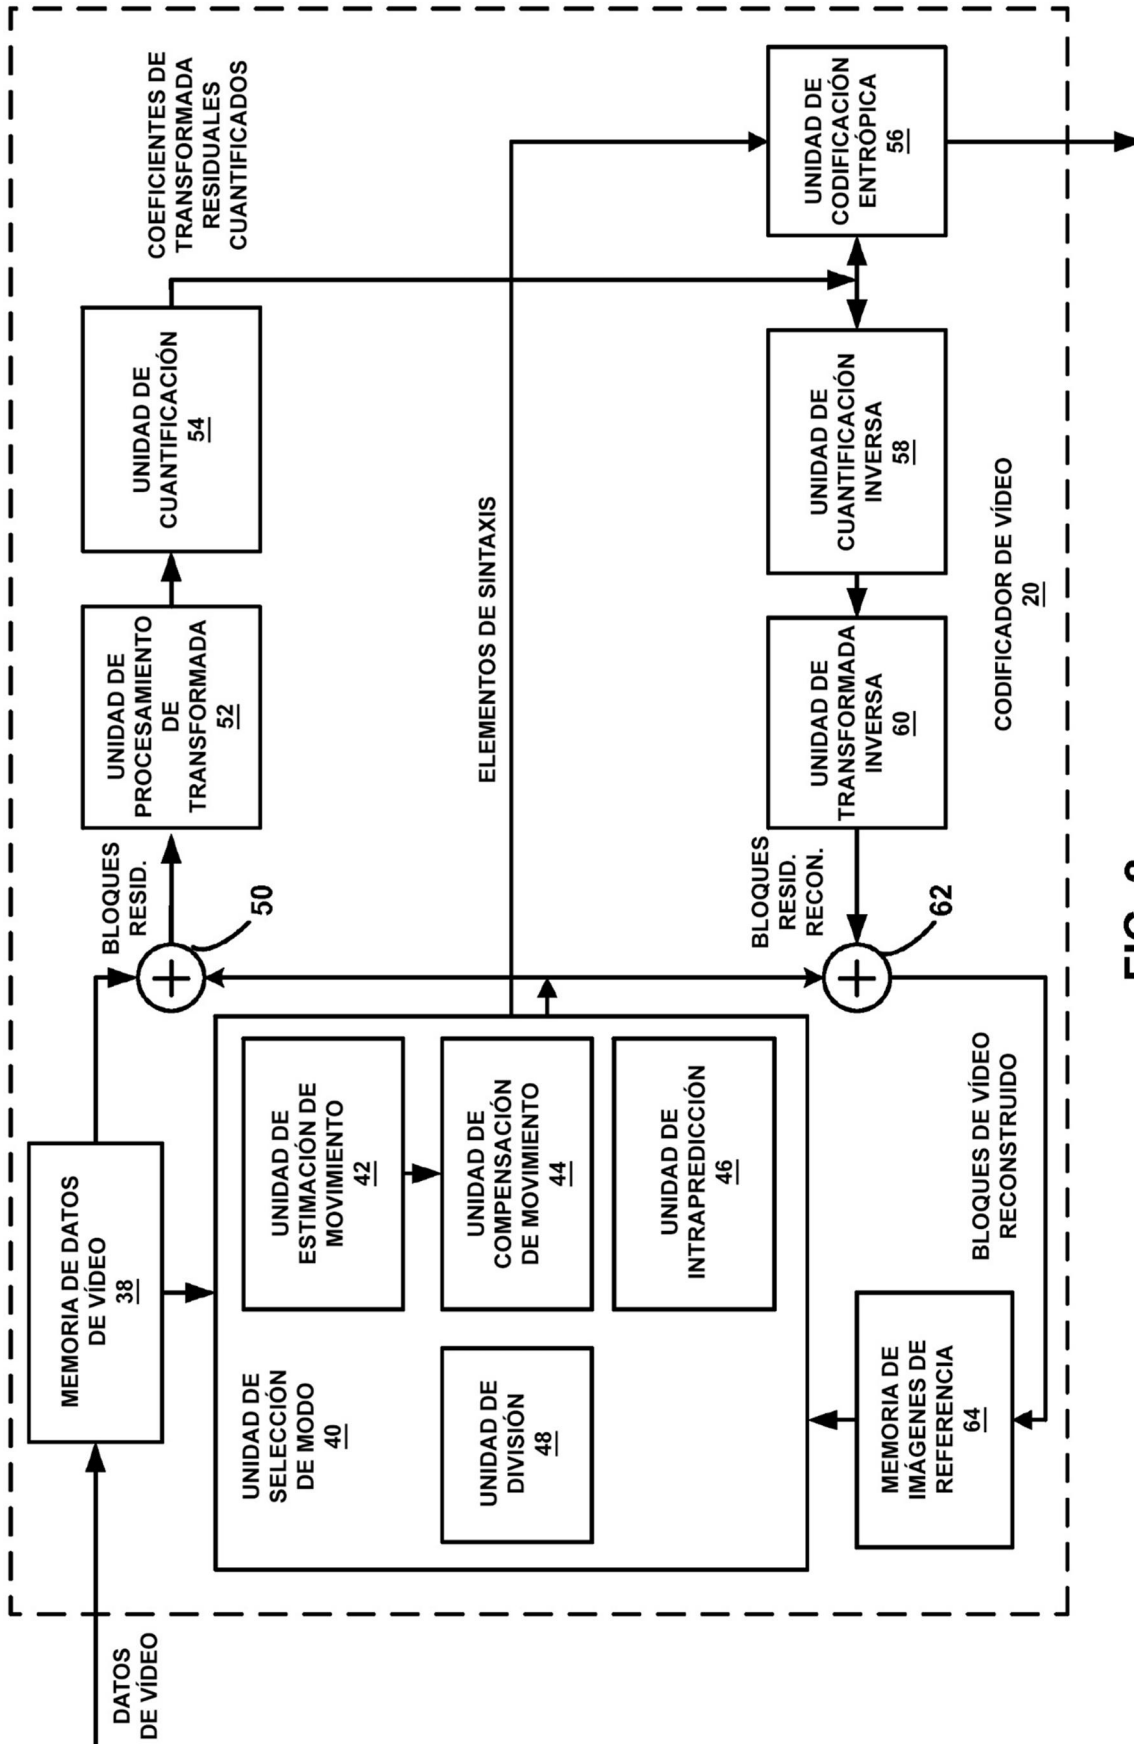 DATOS
DE VÍDEO
MEMORIA DE DATOS
DE VÍDEO
38
UNIDAD DE
SELECCIÓN
DE MODO
40
UNIDAD DE
ESTIMACIÓN DE
MOVIMIENTO
42
UNIDAD DE
COMPENSACIÓN
DE MOVIMIENTO
44
UNIDAD DE
INTRAPREDICCIÓN
46
UNIDAD DE
DIVISIÓN
48
BLOQUES
RESID.
50
UNIDAD DE
PROCESAMIENTO
DE
TRANSFORMADA
52
UNIDAD DE
CUANTIFICACIÓN
54
COEFICIENTES DE
TRANSFORMADA
RESIDUALES
CUANTIFICADOS
ELEMENTOS DE SINTAXIS
UNIDAD DE
CODIFICACIÓN
ENTRÓPICA
56
UNIDAD DE
CUANTIFICACIÓN
INVERSA
58
UNIDAD DE
TRANSFORMADA
INVERSA
60
BLOQUES
RESID.
RECON.
62
BLOQUES DE VÍDEO
RECONSTRUIDO
MEMORIA DE
IMÁGENES DE
REFERENCIA
64
CODIFICADOR DE VÍDEO
20
FIG.